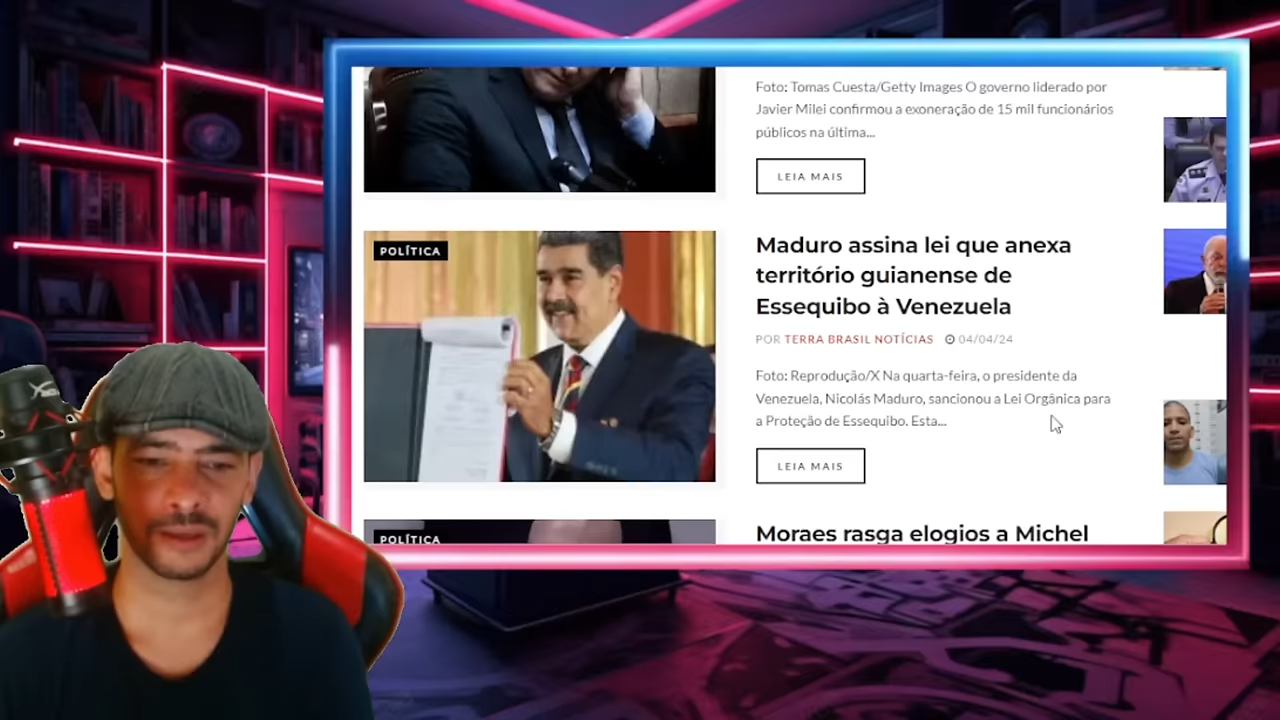 Foto: Tomas Cuesta/Getty Images O governo liderado por
Javier Milei confirmou a exoneração de 15 mil funcionários
públicos na última...
LEIA MAIS
POLÍTICA
Maduro assina lei que anexa
território guianense de
Essequibo à Venezuela
POR TERRA BRASIL NOTÍCIAS 04/04/24
Foto: Reprodução/X Na quarta-feira, o presidente da
Venezuela, Nicolás Maduro, sancionou a Lei Orgânica para
a Proteção de Essequibo. Esta...
LEIA MAIS
POLÍTICA
Moraes rasga elogios a Michel